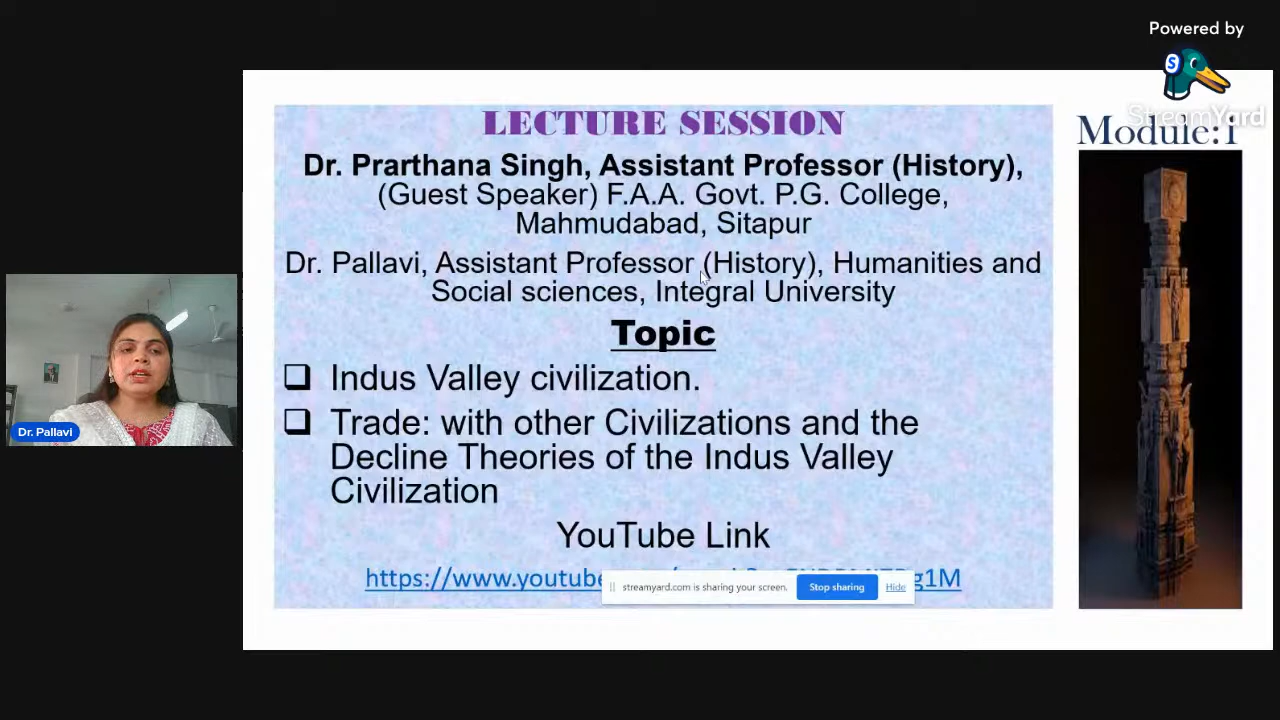 Powered by
StreamYard
LECTURE SESSION
Module:1
Dr. Prarthana Singh, Assistant Professor (History),
(Guest Speaker) F.A.A. Govt. P.G. College,
Mahmudabad, Sitapur
Dr. Pallavi, Assistant Professor (History), Humanities and
Social sciences, Integral University
Topic
Indus Valley civilization.
Trade: with other Civilizations and the
Decline Theories of the Indus Valley
Civilization
YouTube Link
https://www.youtube
streamyard.com is sharing your screen. Stop sharing Hide
Dr. Pallavi